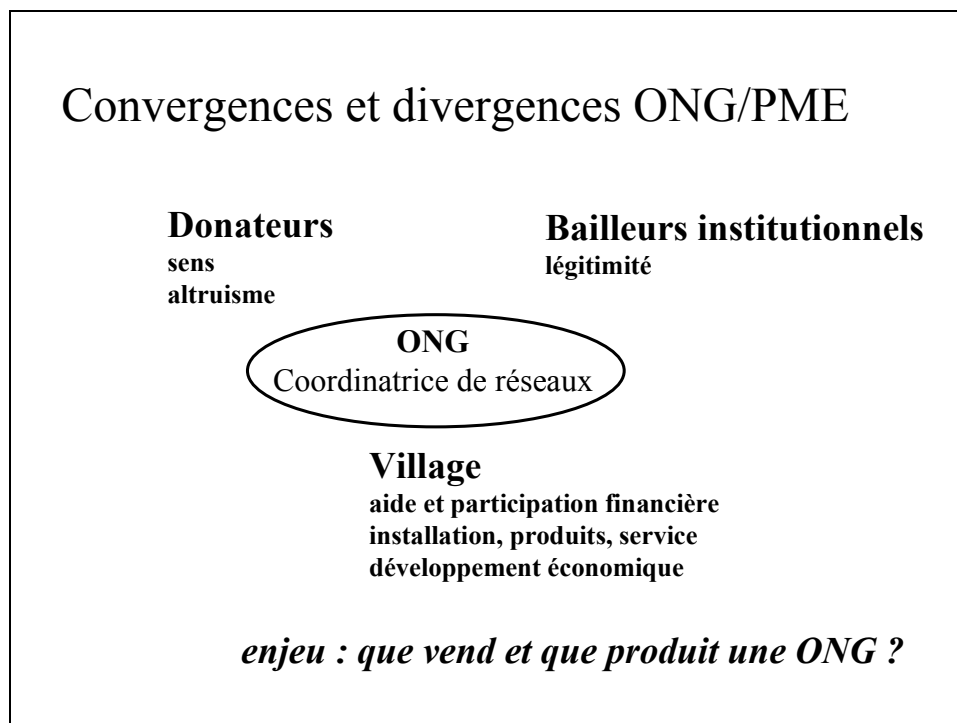 Convergences et divergences ONG/PME
Donateurs
sens
altruisme
Bailleurs institutionnels
légitimité
ONG
Coordinatrice de réseaux
Village
aide et participation financière
installation, produits, service
développement économique
enjeu : que vend et que produit une ONG ?